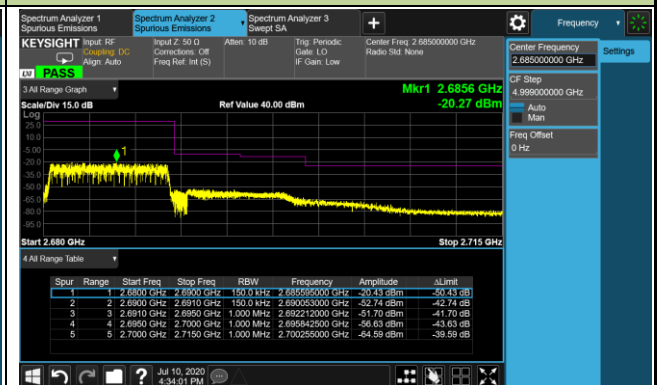 Spectrum Analyzer 1
Spurious Emissions
Spectrum Analyzer 2
Spurious Emissions
Spectrum Analyzer 3
Swept SA
Frequency
KEYSIGHT
Input: RF
Coupling: DC
Align: Auto
Input Z: 50 Ω
Corrections: Off
Freq Ref: Int (S)
Atten: 10 dB
Trig: Periodic
Gate: LO
IF Gain: Low
Center Freq: 2.685000000 GHz
Radio Std: None
LXI PASS
Center Frequency
2.685000000 GHz
Settings
CF Step
4.999000000 GHz
Auto
Man
Freq Offset
0 Hz
3 All Range Graph
Mkr1 2.6856 GHz
Scale/Div 15.0 dB
Ref Value 40.00 dBm
-20.27 dBm
Log
25.0
10.0
-5.00
-20.0
-35.0
-50.0
-65.0
-80.0
-95.0
1
Start 2.680 GHz
Stop 2.715 GHz
4 All Range Table
Spur Range Start Freq Stop Freq RBW Frequency Amplitude ΔLimit
1 1 2.6800 GHz 2.6900 GHz 150.0 kHz 2.685595000 GHz -20.43 dBm -50.43 dB
2 2 2.6900 GHz 2.6910 GHz 150.0 kHz 2.690053000 GHz -52.74 dBm -42.74 dB
3 3 2.6910 GHz 2.6950 GHz 1.000 MHz 2.692212000 GHz -51.70 dBm -41.70 dB
4 4 2.6950 GHz 2.7000 GHz 1.000 MHz 2.695842500 GHz -56.63 dBm -43.63 dB
5 5 2.7000 GHz 2.7150 GHz 1.000 MHz 2.700255000 GHz -64.59 dBm -39.59 dB
Jul 10, 2020
4:34:01 PM